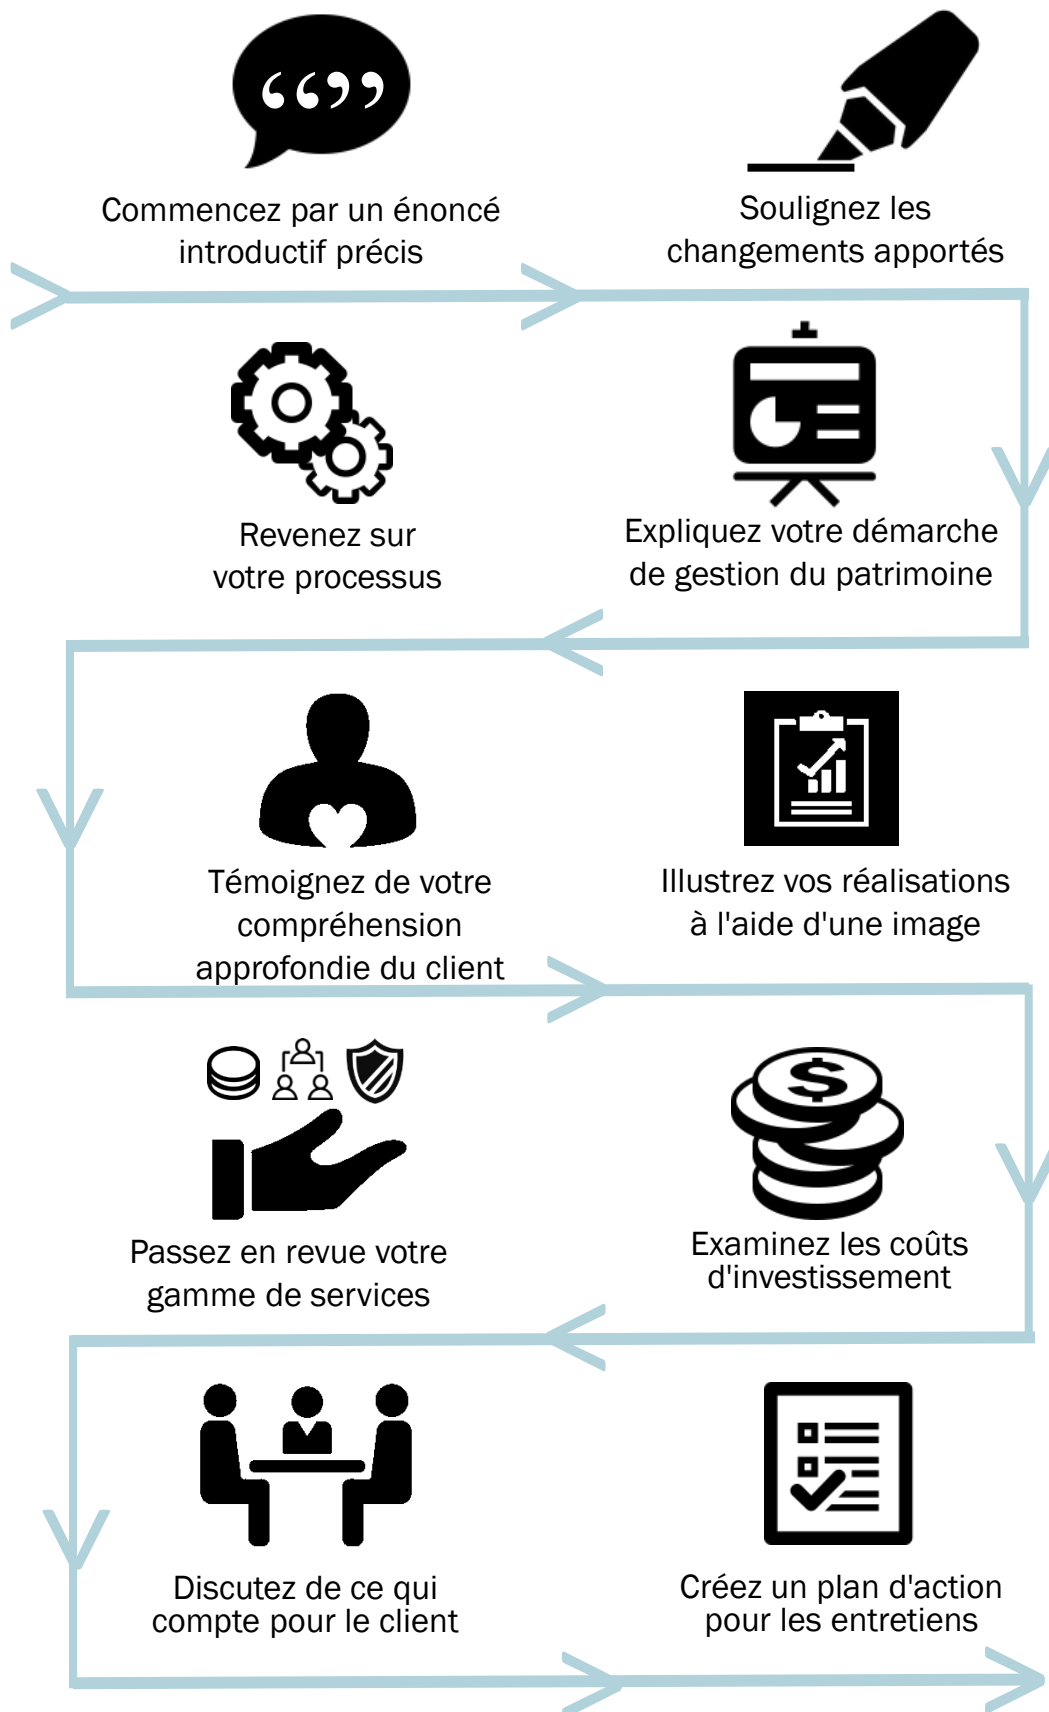 Commencez par un énoncé
introductif précis
Soulignez les
changements apportés
Expliquez votre démarche
de gestion du patrimoine
Revenez sur
votre processus
Témoignez de votre
compréhension
approfondie du client
Illustrez vos réalisations
à l'aide d'une image
Examinez les coûts
d'investissement
Passez en revue votre
gamme de services
Discutez de ce qui
compte pour le client
Créez un plan d'action
pour les entretiens